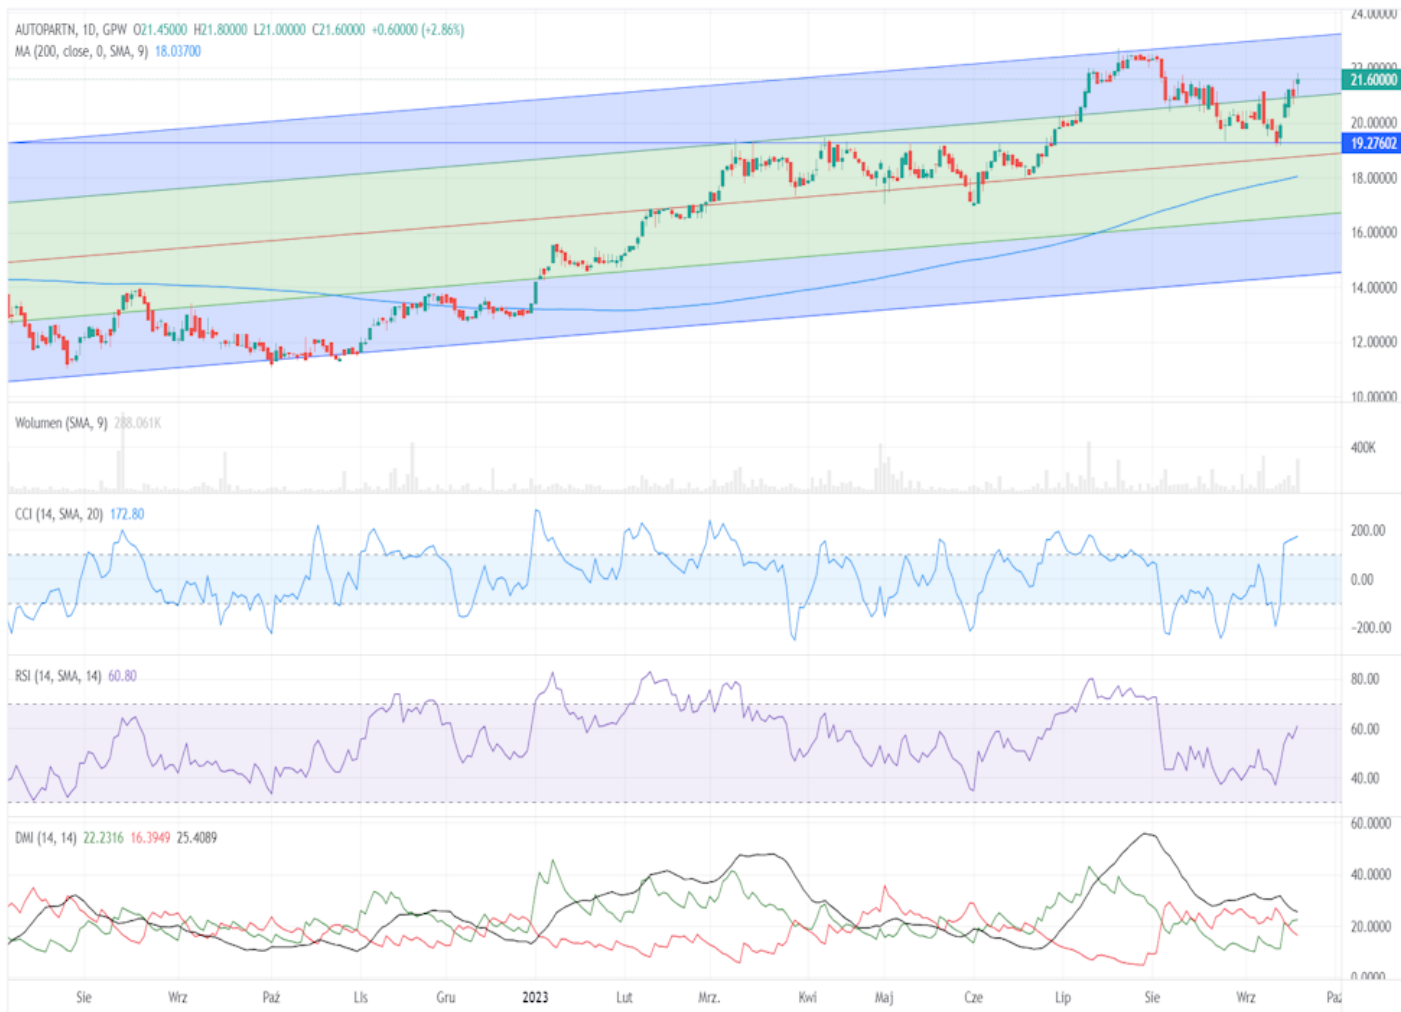 AUTOPARTN, 1D, GPW O21.45000 H21.80000 L21.00000 C21.60000 +0.60000 (+2.86%)
MA (200, close, 0, SMA, 9) 18.03700
24.00000
22.00000
21.60000
20.00000
19.27602
18.00000
16.00000
14.00000
12.00000
10.00000
Wolumen (SMA, 9) 288.061K
400K
CCI (14, SMA, 20) 172.80
200.00
0.00
−200.00
RSI (14, SMA, 14) 60.80
80.00
60.00
40.00
DMI (14, 14) 22.2316 16.3949 25.4089
60.0000
40.0000
20.0000
0.0000
Sie Wrz Paź LIs Gru 2023 Lut Mrz. Kwi Maj Cze Lip Sie Wrz Paź